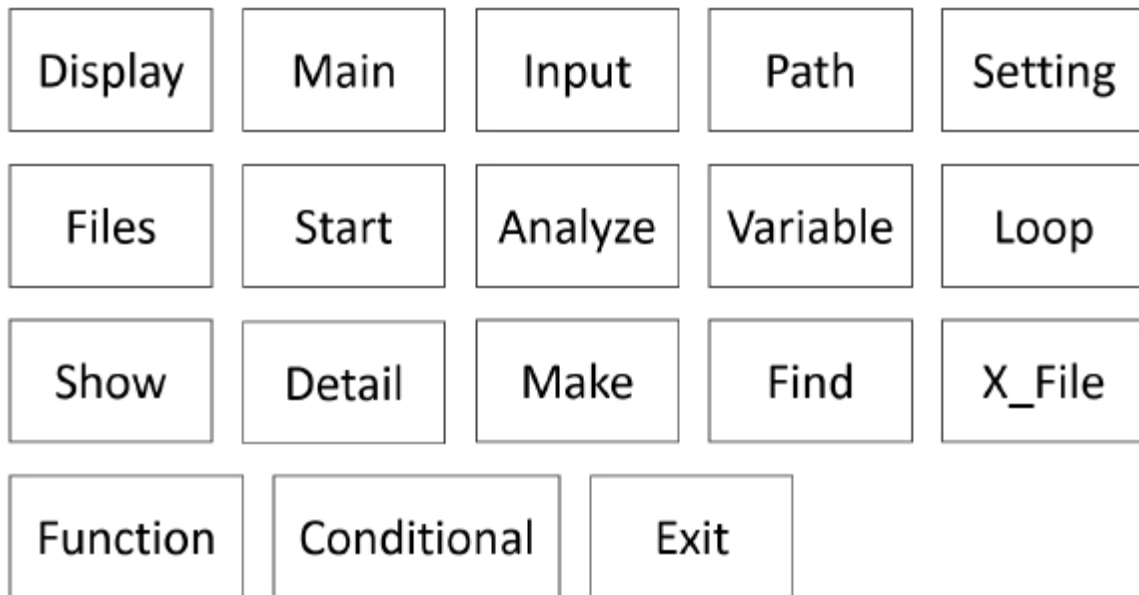 Display Main Input Path Setting
Files Start Analyze Variable Loop
Show Detail Make Find X_File
Function Conditional Exit